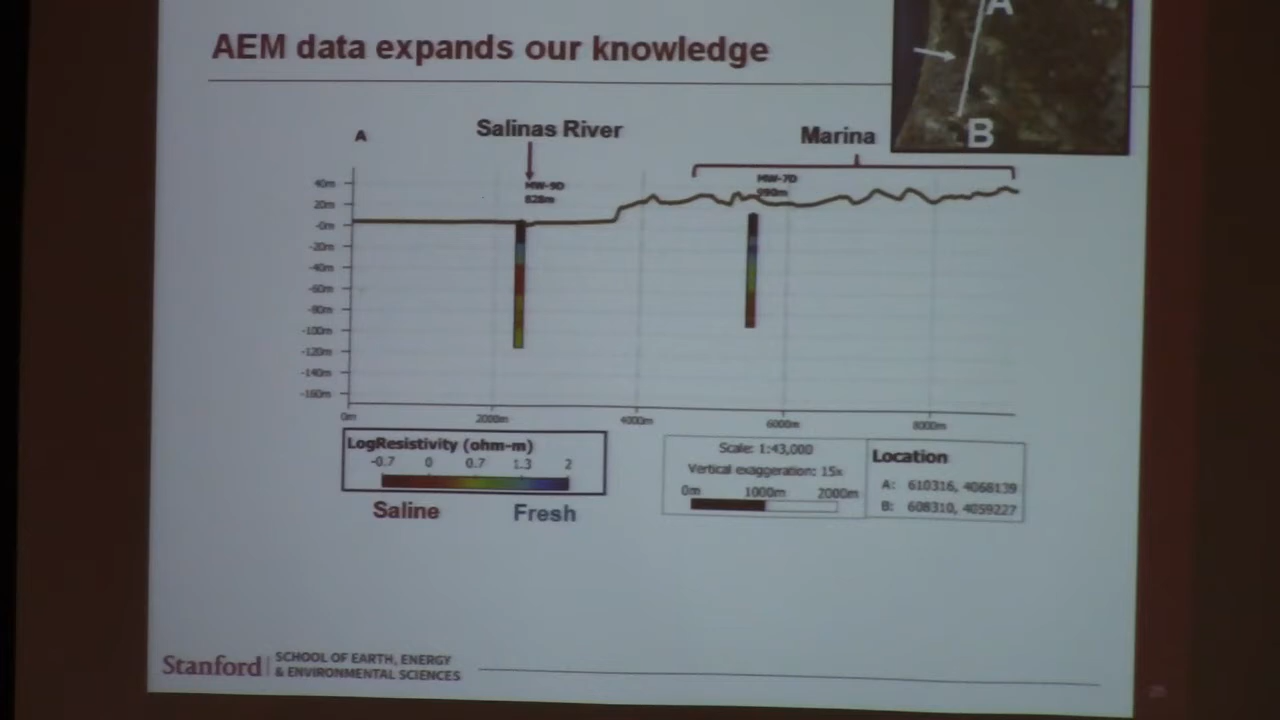 AEM data expands our knowledge
A
B
A
Salinas River
Marina
MW-9D
828m
MW-7D
990m
40m
20m
-0m
-20m
-40m
-60m
-80m
-100m
-120m
-140m
-160m
0m 2000m 4000m 6000m 8000m
LogResistivity (ohm-m)
-0.7 0 0.7 1.3 2
Saline Fresh
Scale: 1:43,000
Vertical exaggeration: 15x
0m 1000m 2000m
Location
A: 610316, 4068139
B: 608310, 4059227
Stanford
SCHOOL OF EARTH, ENERGY
& ENVIRONMENTAL SCIENCES